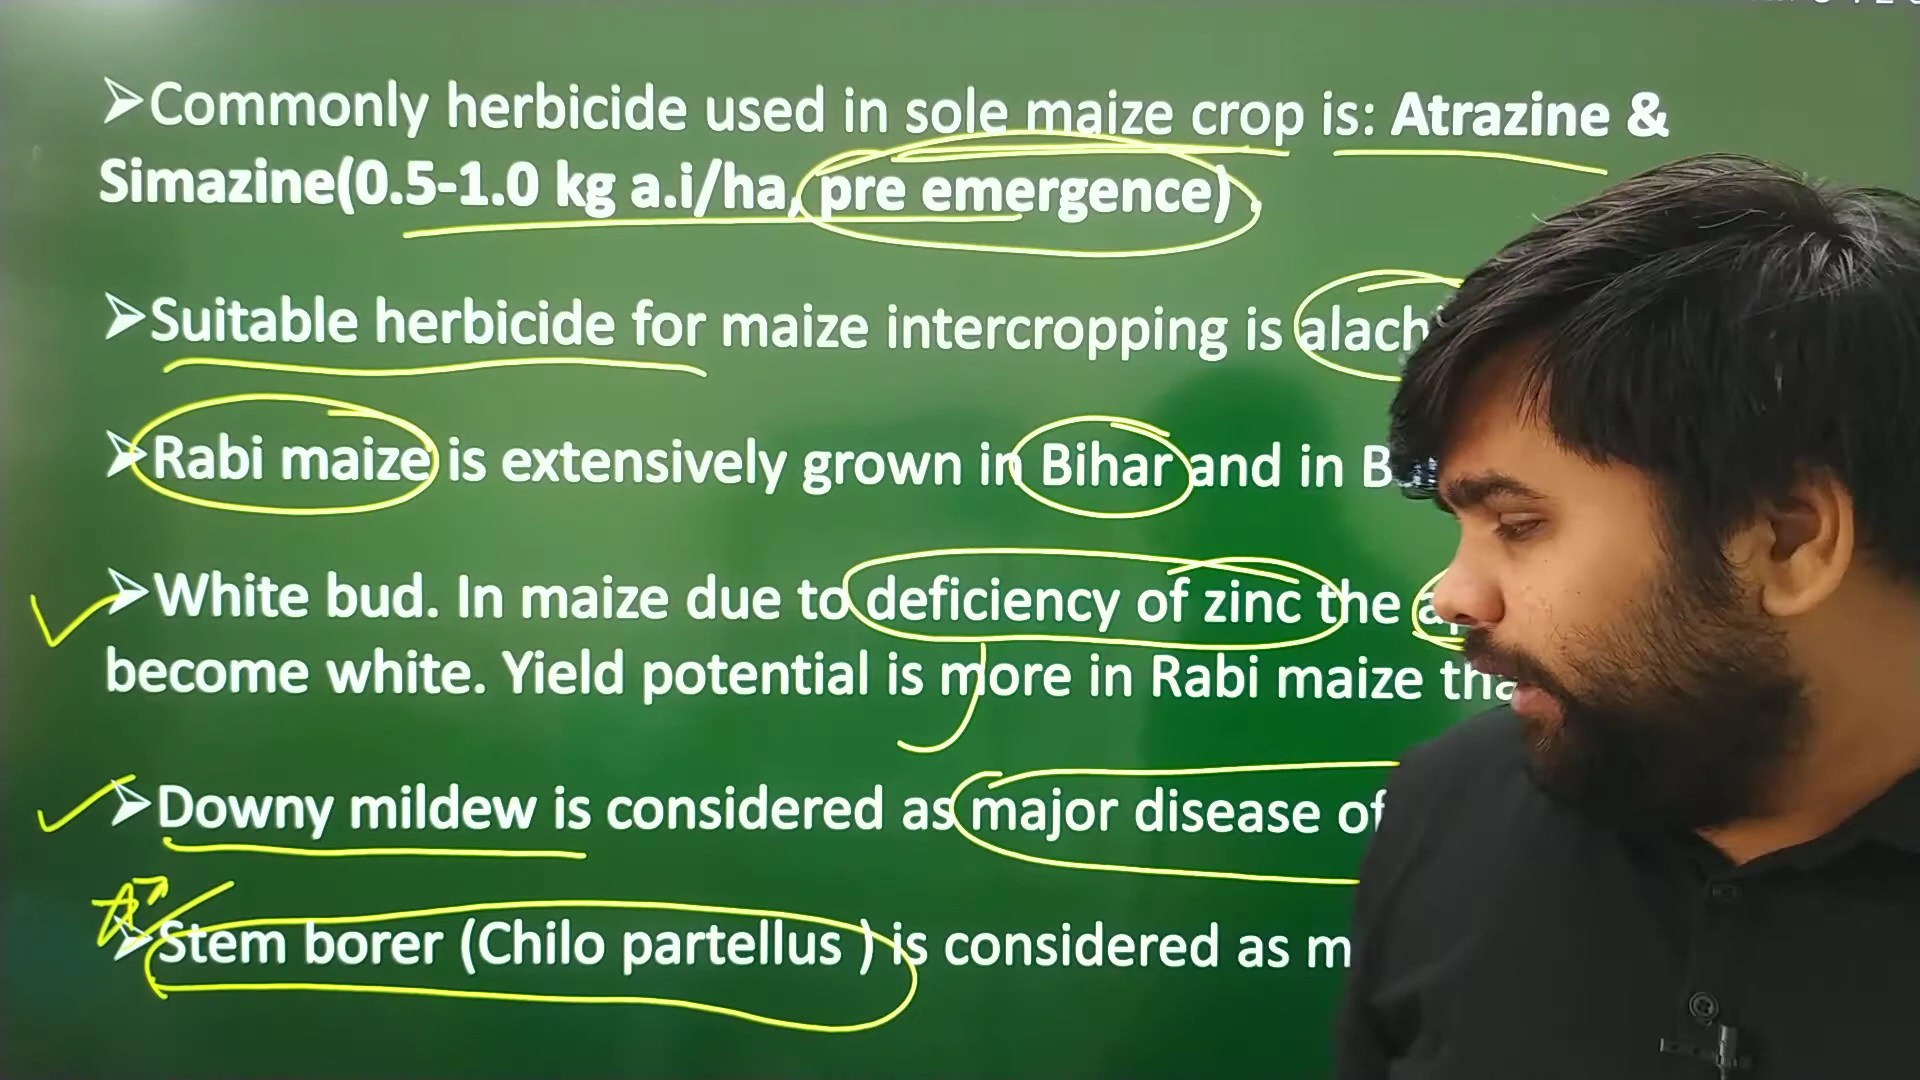 ➢Commonly herbicide used in sole maize crop is: Atrazine &
Simazine(0.5-1.0 kg a.i/ha, pre emergence) .
➢Suitable herbicide for maize intercropping is
➢Rabi maize is extensively grown in Bihar and in
➢White bud. In maize due to deficiency of zinc the
become white. Yield potential is more in Rabi maize
➢Downy mildew is considered as major disease of
➢Stem borer (Chilo partellus ) is considered as